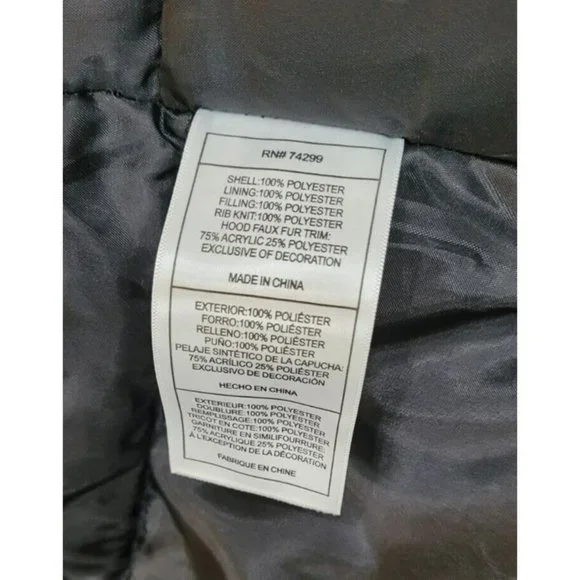 RN# 74299
SHELL:100% POLYESTER
LINING:100% POLYESTER
FILLING:100% POLYESTER
RIB KNIT:100% POLYESTER
HOOD FAUX FUR TRIM:
75% ACRYLIC 25% POLYESTER
EXCLUSIVE OF DECORATION
MADE IN CHINA
EXTERIOR:100% POLIÉSTER
FORRO:100% POLIÉSTER
RELLENO:100% POLIÉSTER
PUÑO:100% POLIÉSTER
PELAJE SINTÉTICO DE LA CAPUCHA:
75% ACRÍLICO 25% POLIÉSTER
EXCLUSIVO DE DECORACIÓN
HECHO EN CHINA
EXTERIEUR:100% POLYESTER
DOUBLURE:100% POLYESTER
REMPLISSAGE:100% POLYESTER
TRICOT EN COTE:100% POLYESTER
GARNITURE EN SIMILIFOURRURE:
75% ACRYLIQUE 25% POLYESTER
À L'EXCEPTION DE LA DÉCORATION
FABRIQUE EN CHINE